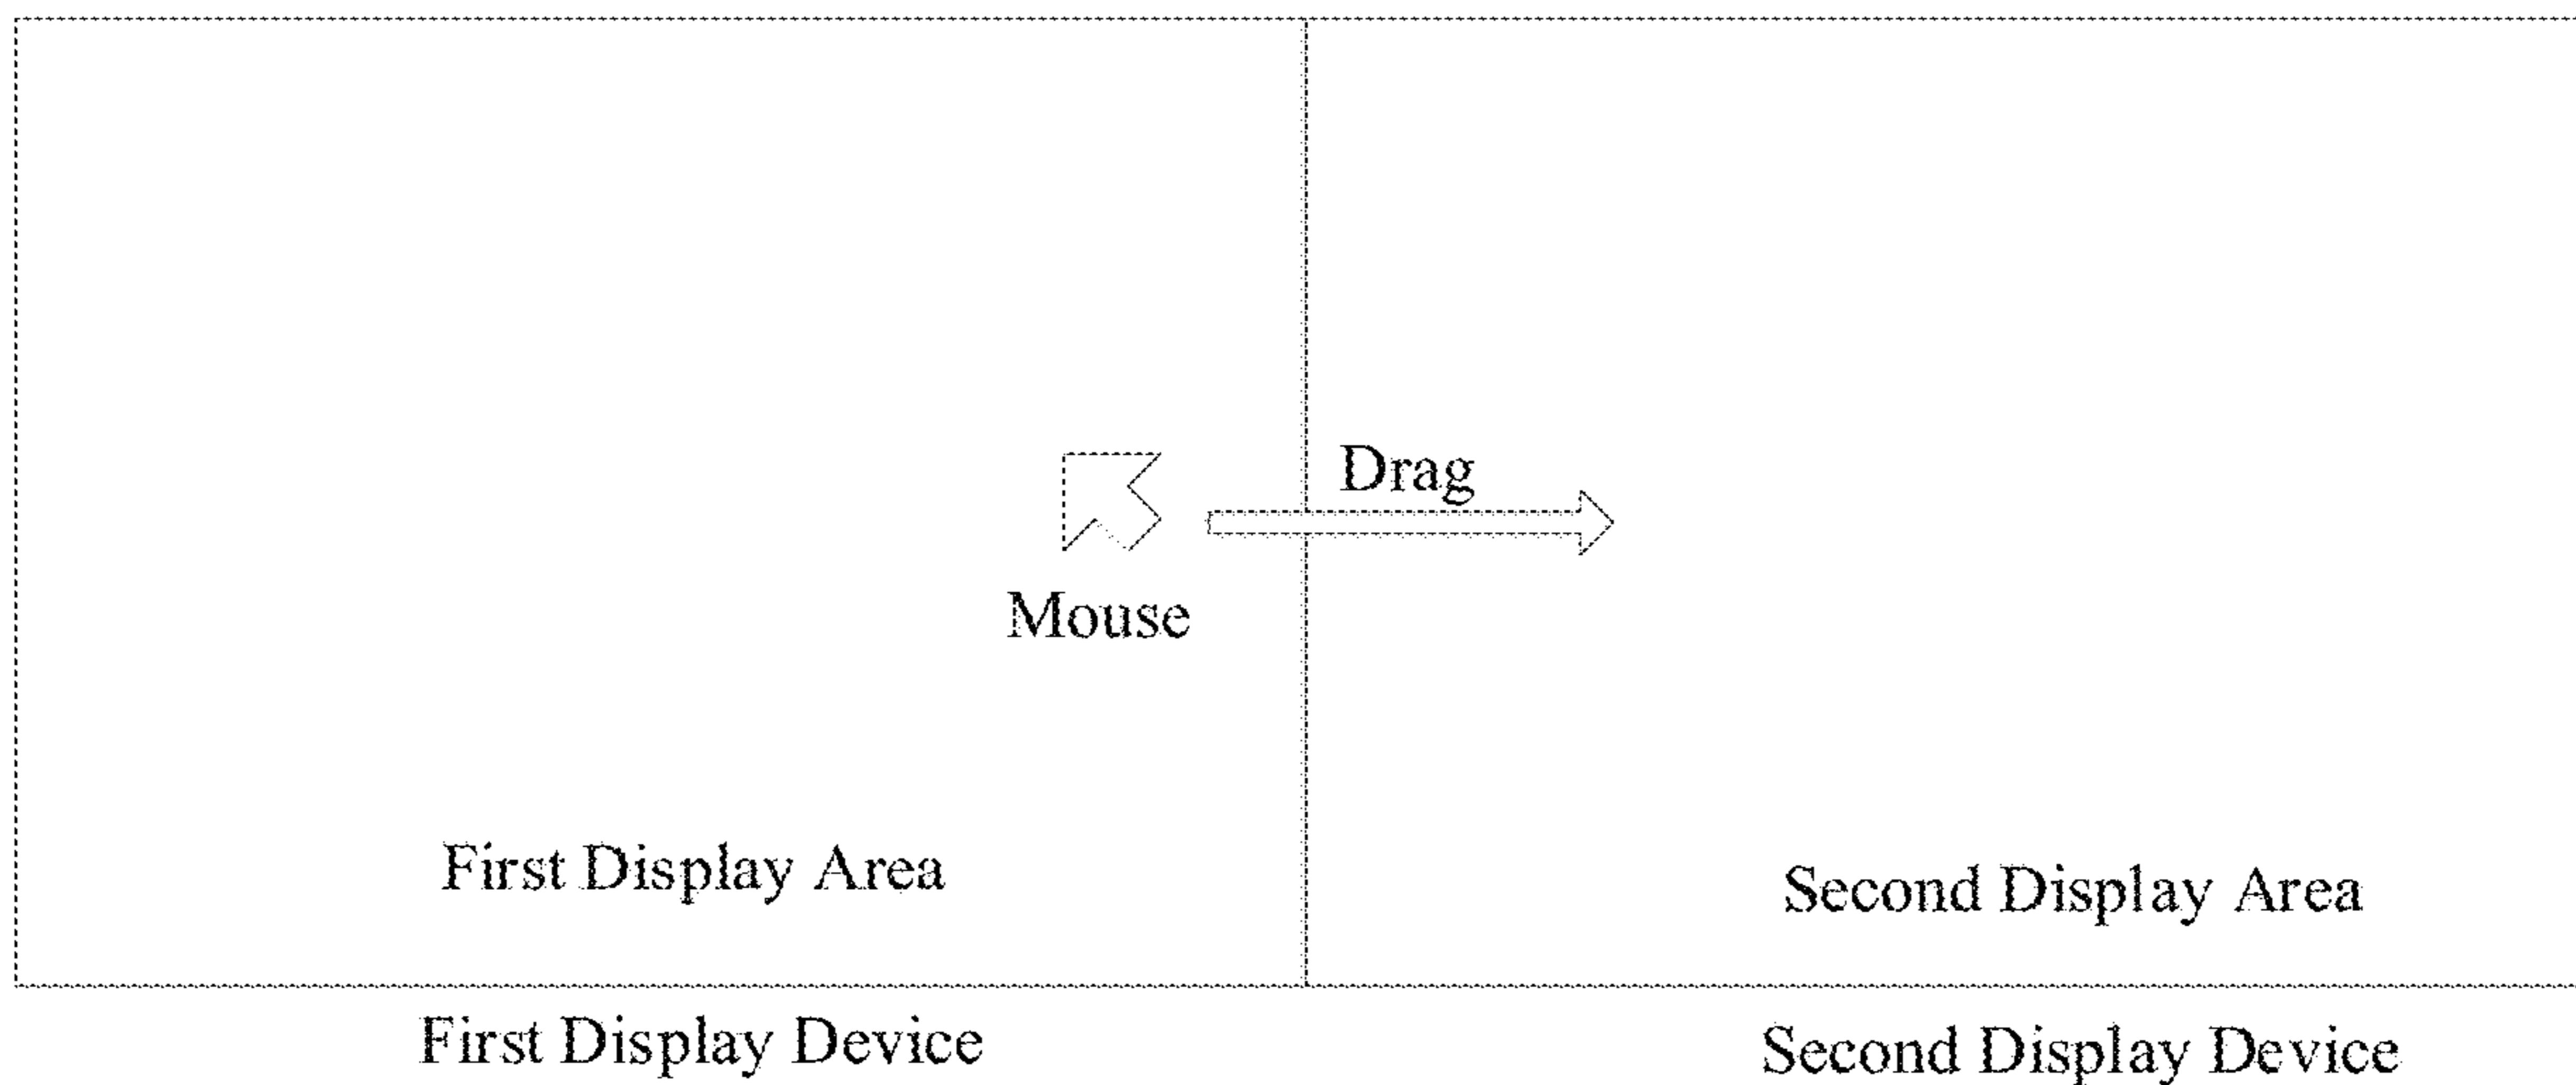 Drag
Mouse
First Display Area
Second Display Area
First Display Device
Second Display Device